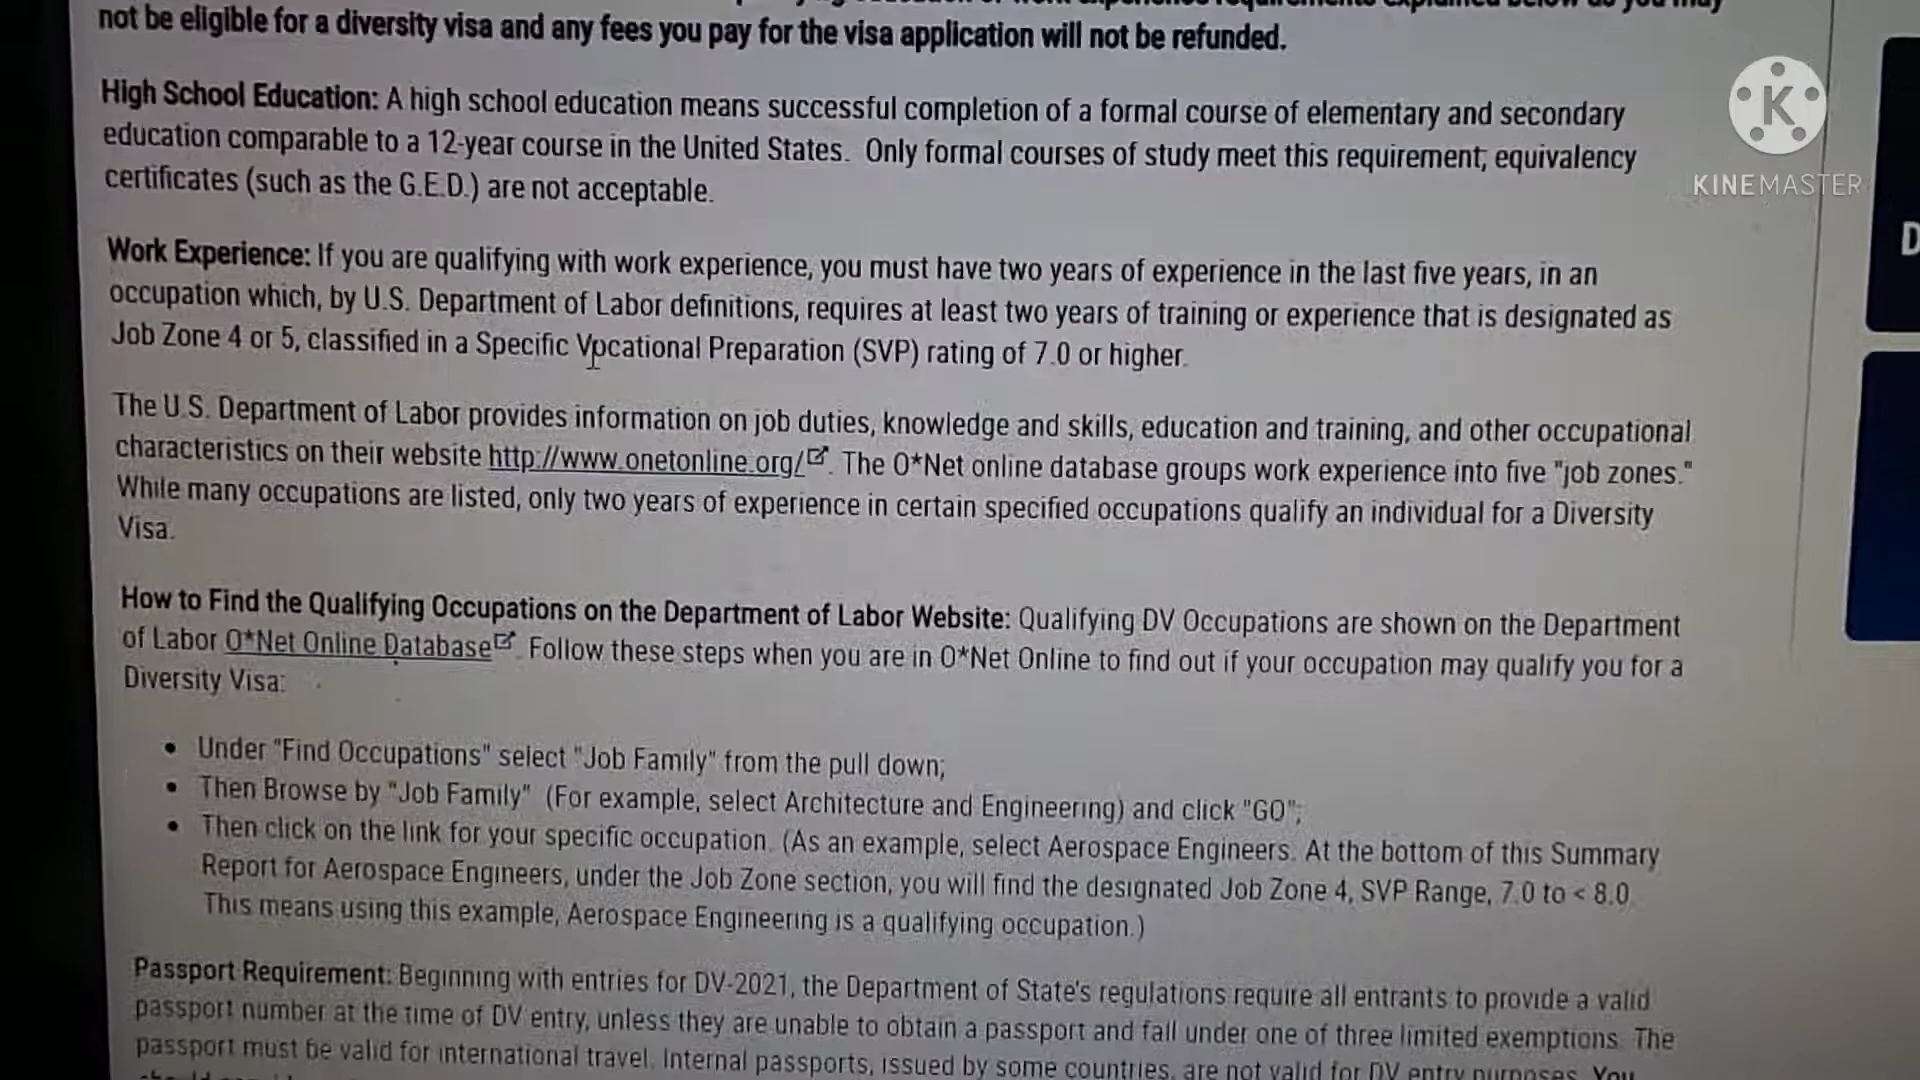 not be eligible for a diversity visa and any fees you pay for the visa application will not be refunded.
High School Education: A high school education means successful completion of a formal course of elementary and secondary
education comparable to a 12-year course in the United States. Only formal courses of study meet this requirement; equivalency
certificates (such as the G.E.D.) are not acceptable.
K
KINEMASTER
D
Work Experience: If you are qualifying with work experience, you must have two years of experience in the last five years, in an
occupation which, by U.S. Department of Labor definitions, requires at least two years of training or experience that is designated as
Job Zone 4 or 5, classified in a Specific Vocational Preparation (SVP) rating of 7.0 or higher.
The U.S. Department of Labor provides information on job duties, knowledge and skills, education and training, and other occupational
characteristics on their website http://www.onetonline.org/. The O*Net online database groups work experience into five "job zones."
While many occupations are listed, only two years of experience in certain specified occupations qualify an individual for a Diversity
Visa.
How to Find the Qualifying Occupations on the Department of Labor Website: Qualifying DV Occupations are shown on the Department
of Labor O*Net Online Database. Follow these steps when you are in O*Net Online to find out if your occupation may qualify you for a
Diversity Visa:
• Under "Find Occupations" select "Job Family" from the pull down;
• Then Browse by "Job Family" (For example, select Architecture and Engineering) and click "GO";
• Then click on the link for your specific occupation. (As an example, select Aerospace Engineers. At the bottom of this Summary
Report for Aerospace Engineers, under the Job Zone section, you will find the designated Job Zone 4, SVP Range, 7.0 to < 8.0.
This means using this example, Aerospace Engineering is a qualifying occupation.)
Passport Requirement: Beginning with entries for DV-2021, the Department of State's regulations require all entrants to provide a valid
passport number at the time of DV entry, unless they are unable to obtain a passport and fall under one of three limited exemptions. The
passport must be valid for international travel. Internal passports, issued by some countries, are not valid for DV entry purposes. You